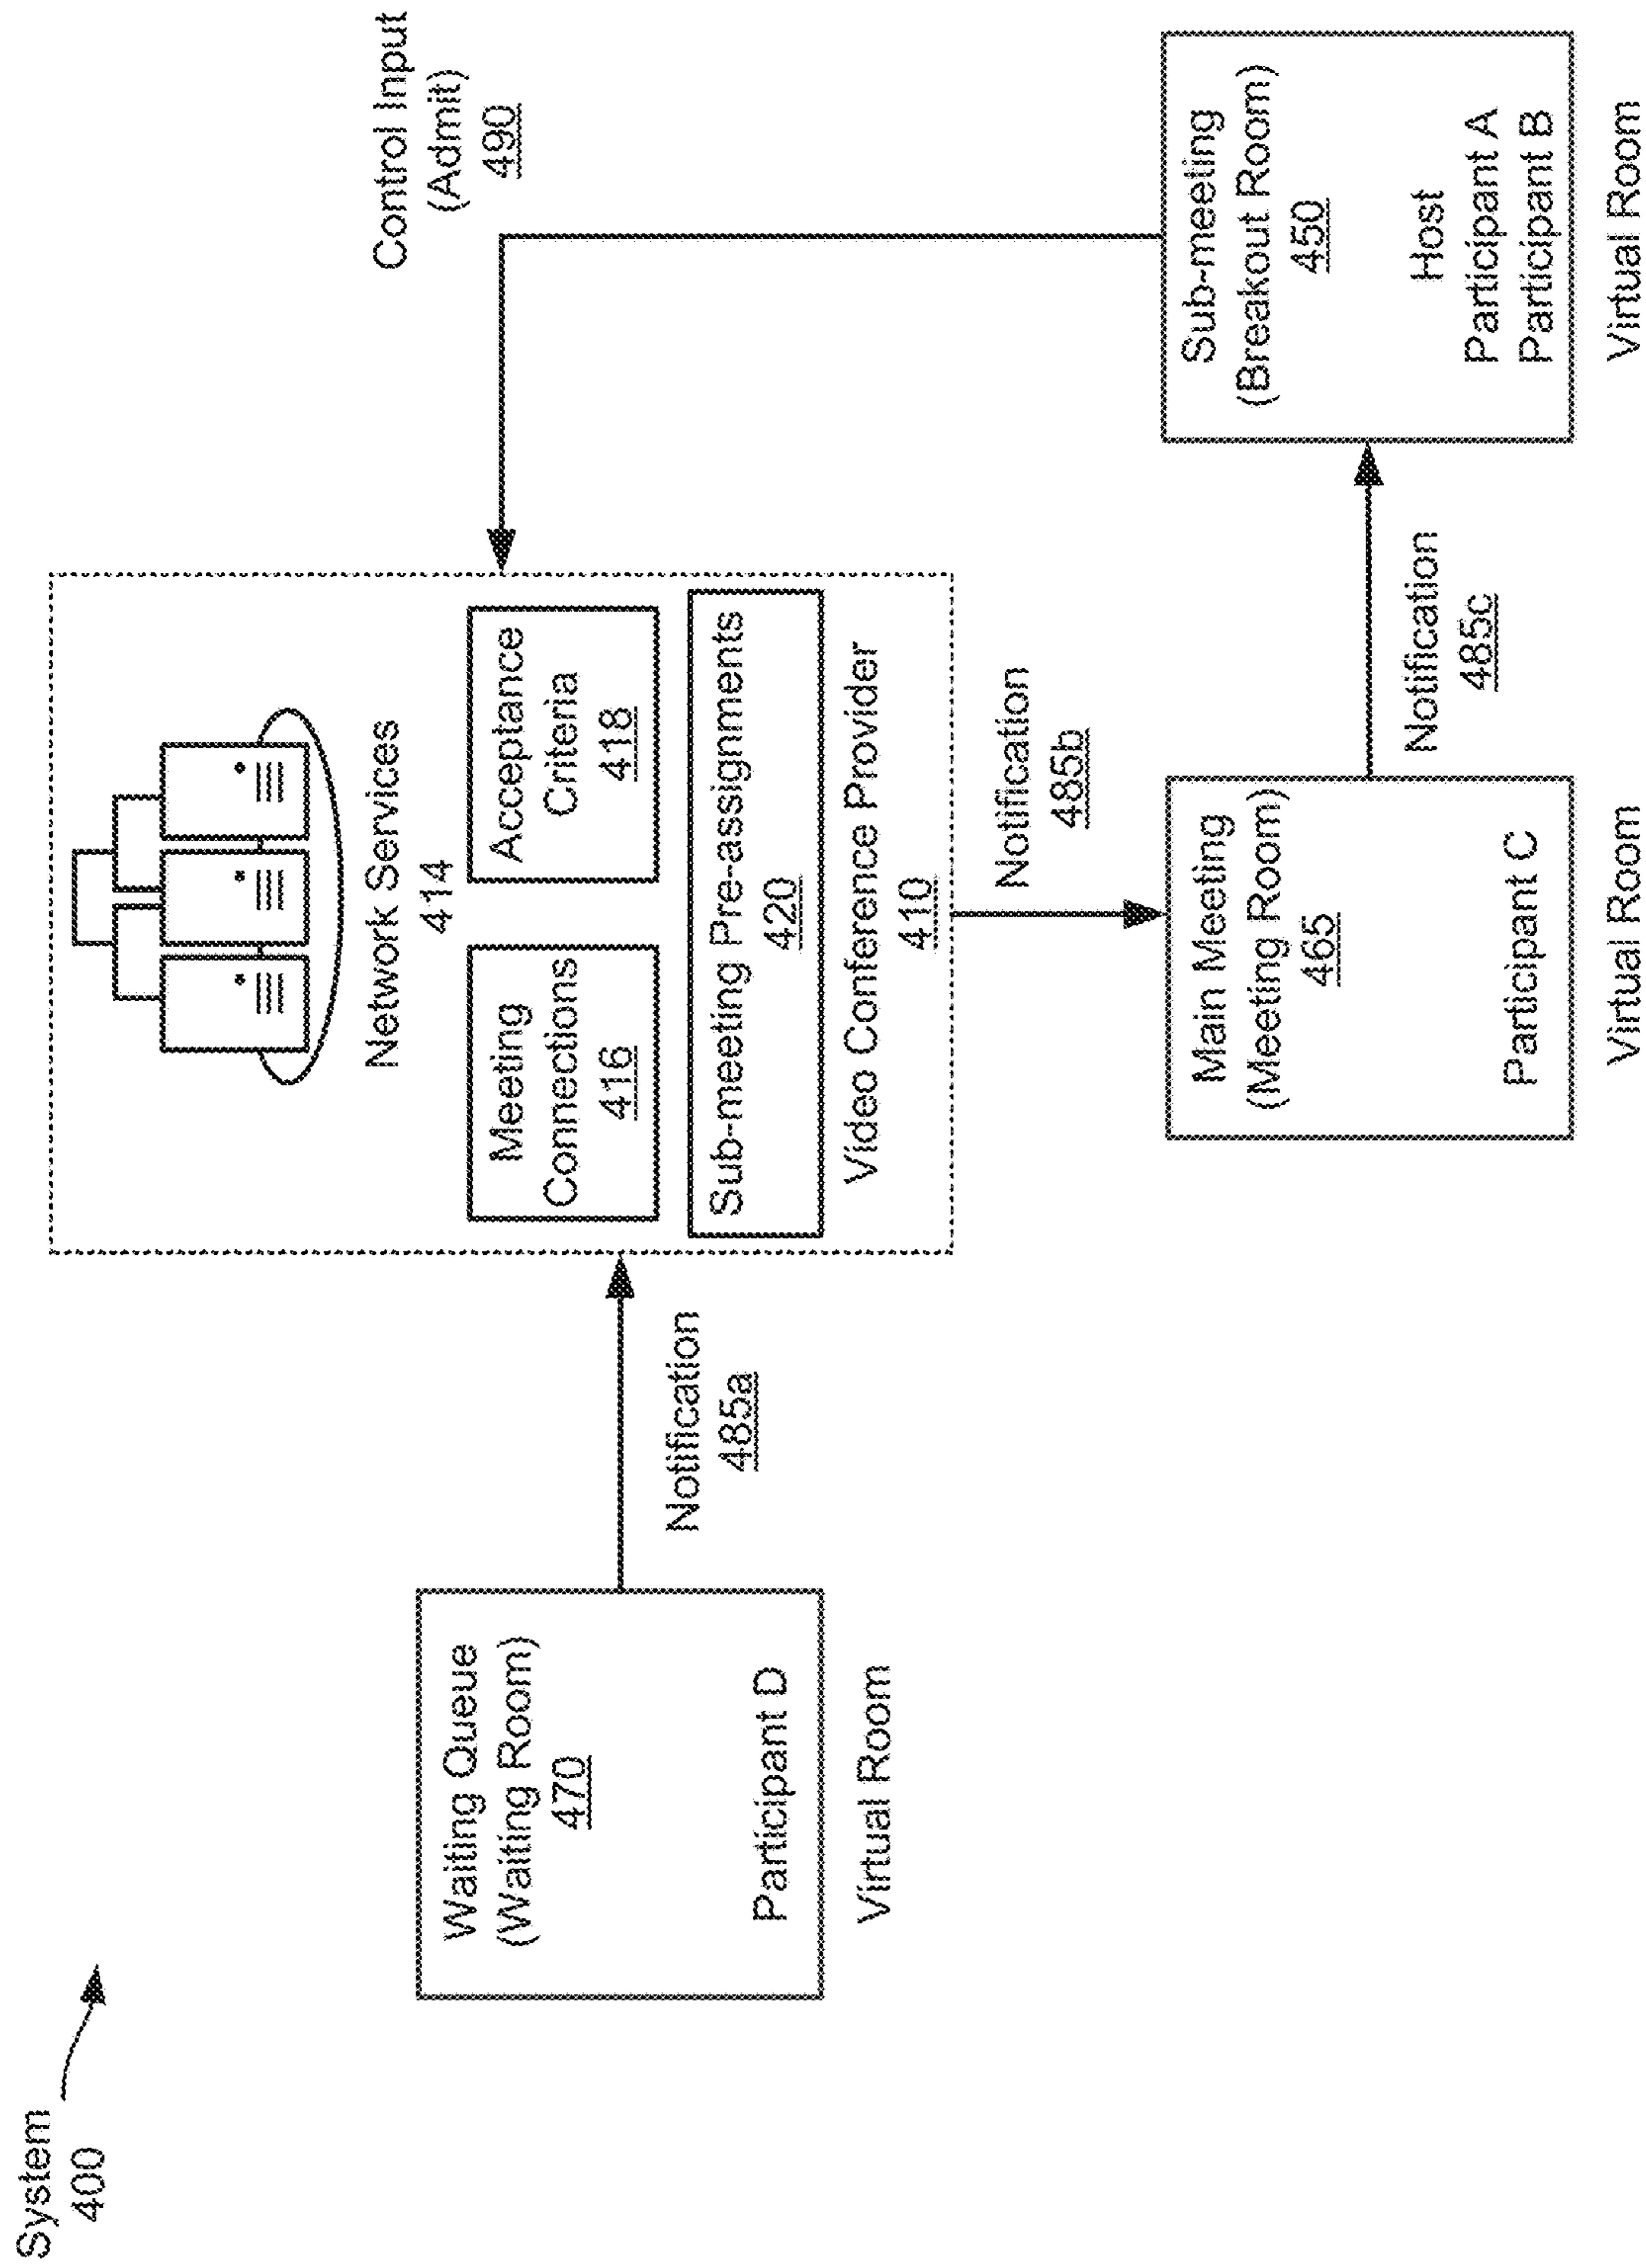 System
400
Network Services
414
Meeting
Connections
416
Acceptance
Criteria
418
Sub-meeting Pre-assignments
420
Video Conference Provider
410
Control Input
(Admit)
490
Waiting Queue
(Waiting Room)
470
Participant D
Virtual Room
Notification
485a
Notification
485b
Main Meeting
(Meeting Room)
465
Participant C
Virtual Room
Notification
485c
Sub-meeting
(Breakout Room)
450
Host
Participant A
Participant B
Virtual Room